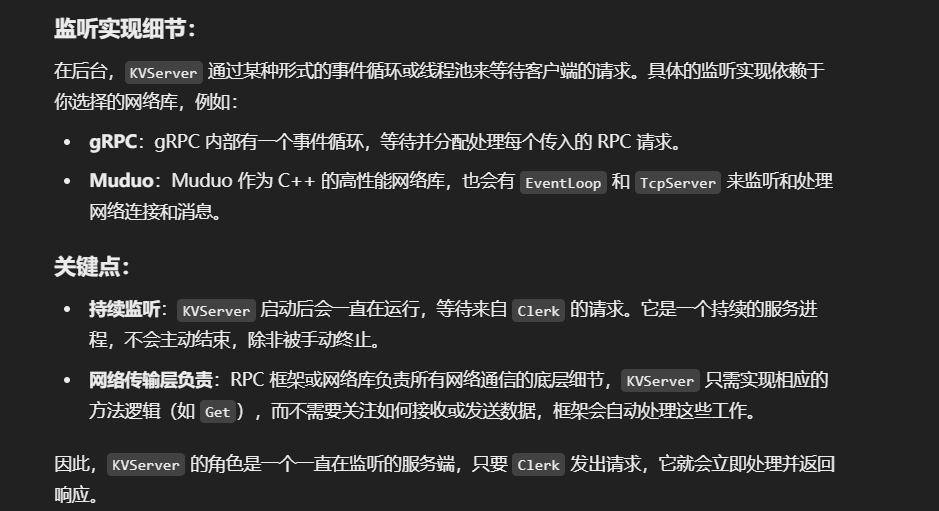 监听实现细节：
在后台，KVServer 通过某种形式的事件循环或线程池来等待客户端的请求。具体的监听实现依赖于
你选择的网络库，例如：
• gRPC：gRPC 内部有一个事件循环，等待并分配处理每个传入的 RPC 请求。
• Muduo：Muduo 作为 C++ 的高性能网络库，也会有 EventLoop 和 TcpServer 来监听和处理
网络连接和消息。
关键点：
• 持续监听：KVServer 启动后会一直在运行，等待来自 Clerk 的请求。它是一个持续的服务进
程，不会主动结束，除非被手动终止。
• 网络传输层负责：RPC 框架或网络库负责所有网络通信的底层细节，KVServer 只需实现相应的
方法逻辑（如 Get），而不需要关注如何接收或发送数据，框架会自动处理这些工作。
因此，KVServer 的角色是一个一直在监听的服务端，只要 Clerk 发出请求，它就会立即处理并返回
响应。